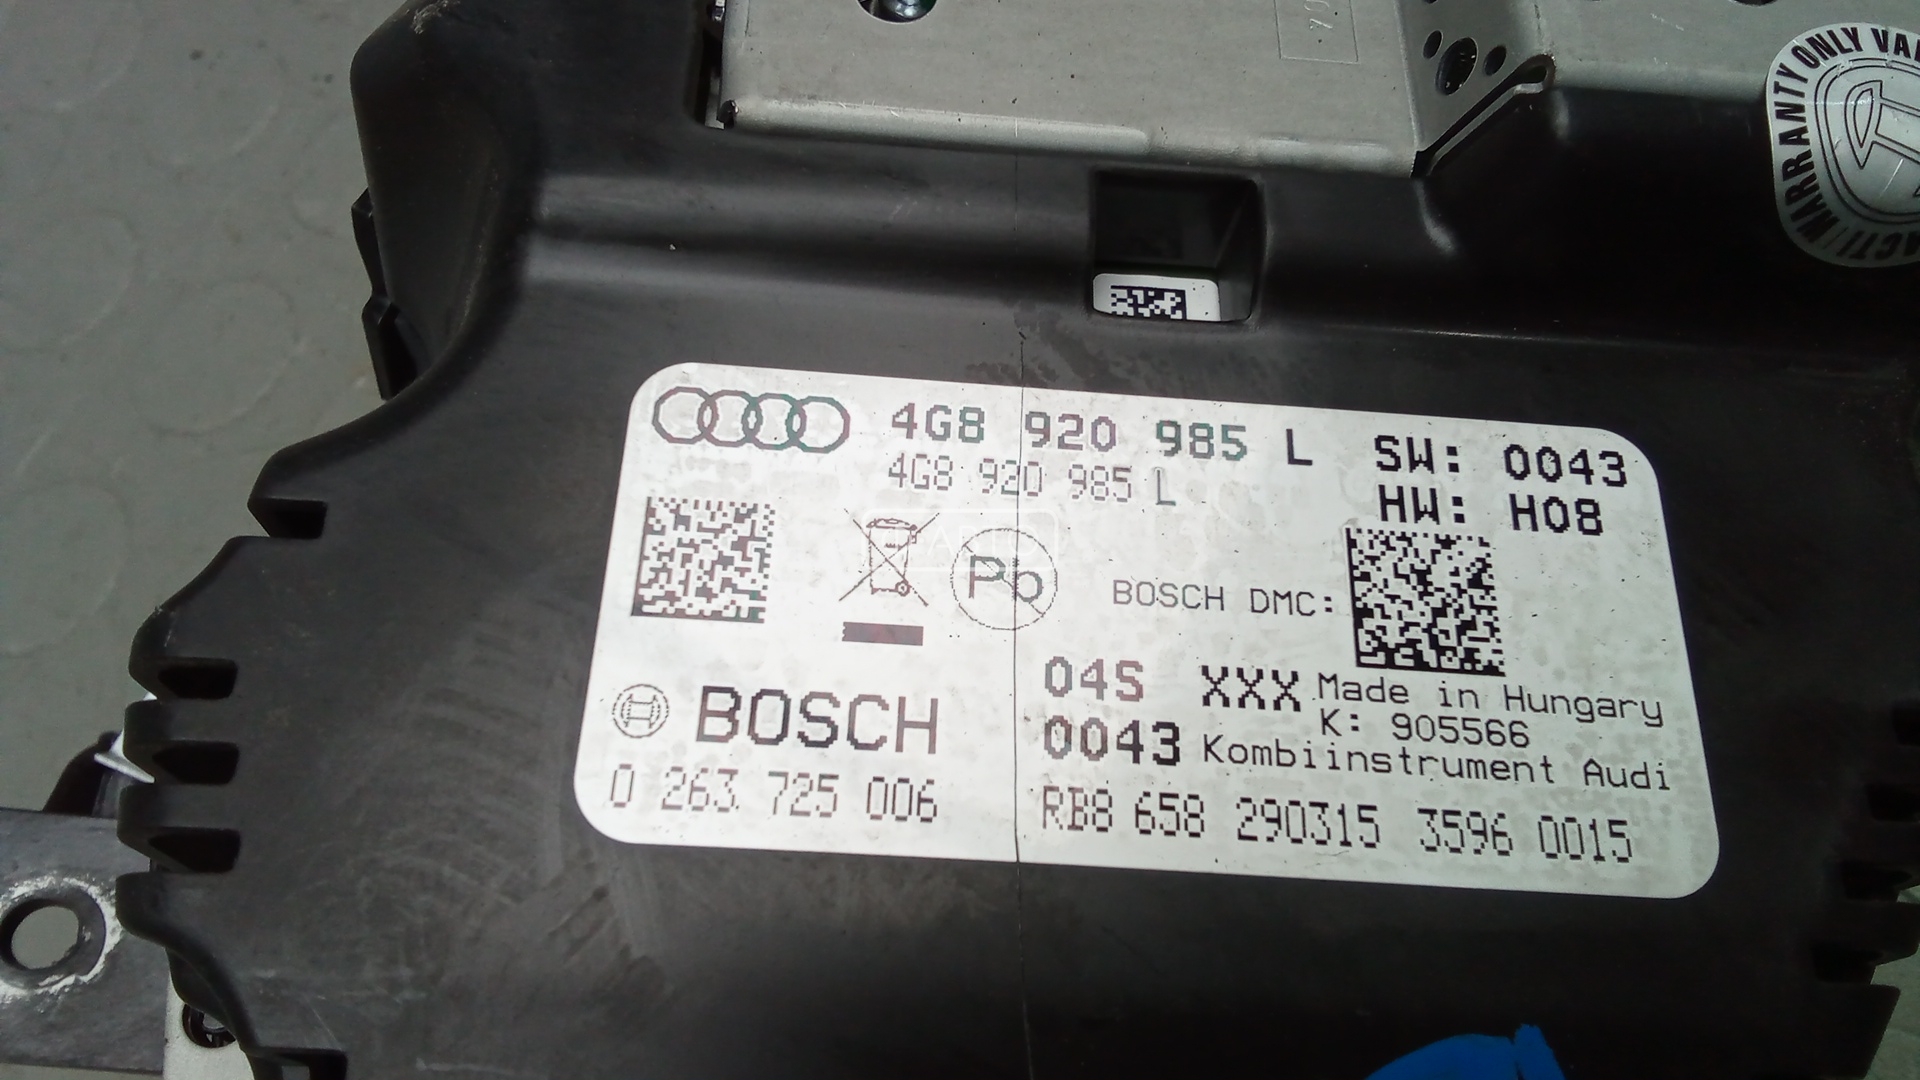 WARRANTY ONLY VA
ACT
4G8 920 985 L SW: 0043
4G8 920 985 L HW: H08
Pb
BOSCH DMC:
BOSCH
04S XXX Made in Hungary
K: 905566
0043 Kombiinstrument Audi
0 263 725 006
RB8 658 290315 3596 0015